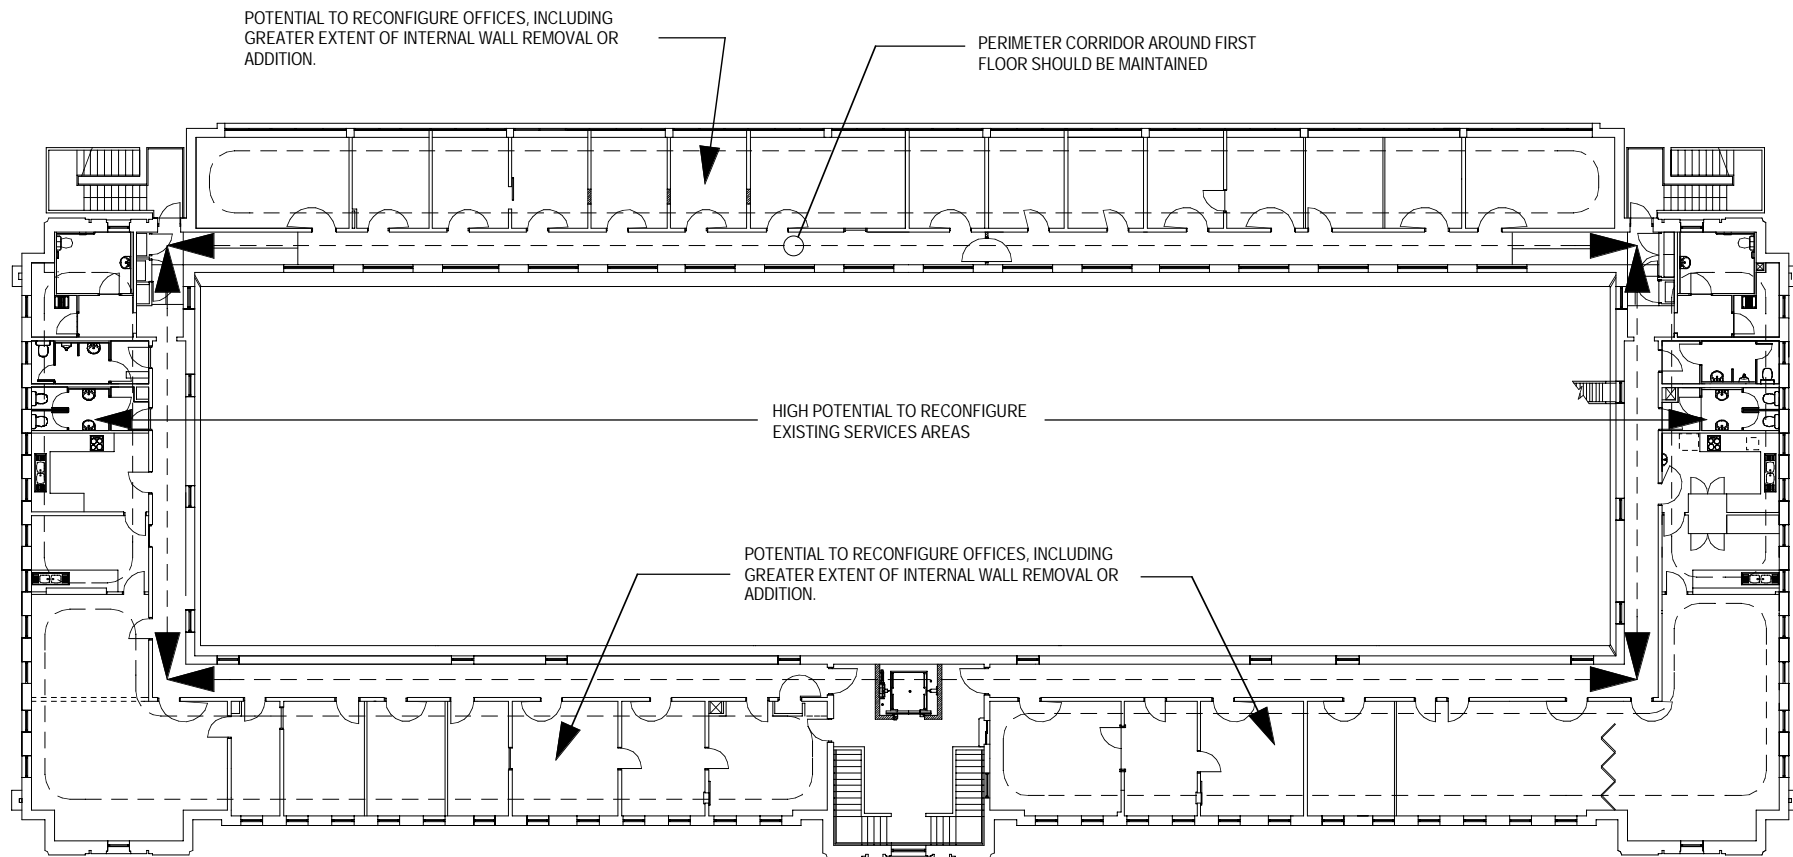 POTENTIAL TO RECONFIGURE OFFICES, INCLUDING
GREATER EXTENT OF INTERNAL WALL REMOVAL OR
ADDITION.
PERIMETER CORRIDOR AROUND FIRST
FLOOR SHOULD BE MAINTAINED
HIGH POTENTIAL TO RECONFIGURE
EXISTING SERVICES AREAS
POTENTIAL TO RECONFIGURE OFFICES, INCLUDING
GREATER EXTENT OF INTERNAL WALL REMOVAL OR
ADDITION.